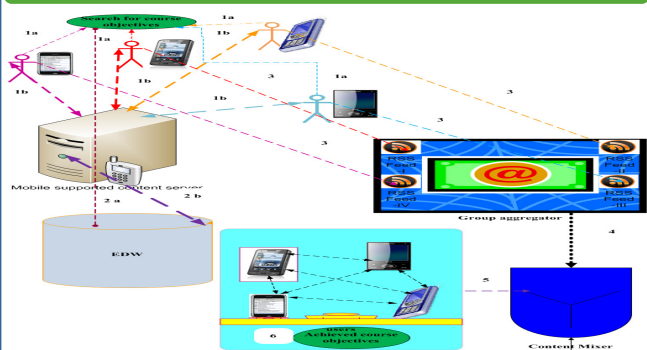 Search for course
objectives
1a
1a
1a
1b
1b
1b
1b
3
1a
3
3
3
Mobile supported content server
2 a
2 b
EDW
RSS
Feed
-I
RSS
Feed
-II
RSS
Feed
-IV
RSS
Feed
-III
@
Group aggregator
4
5
users
6
Achieved course
objectives
Content Mixer